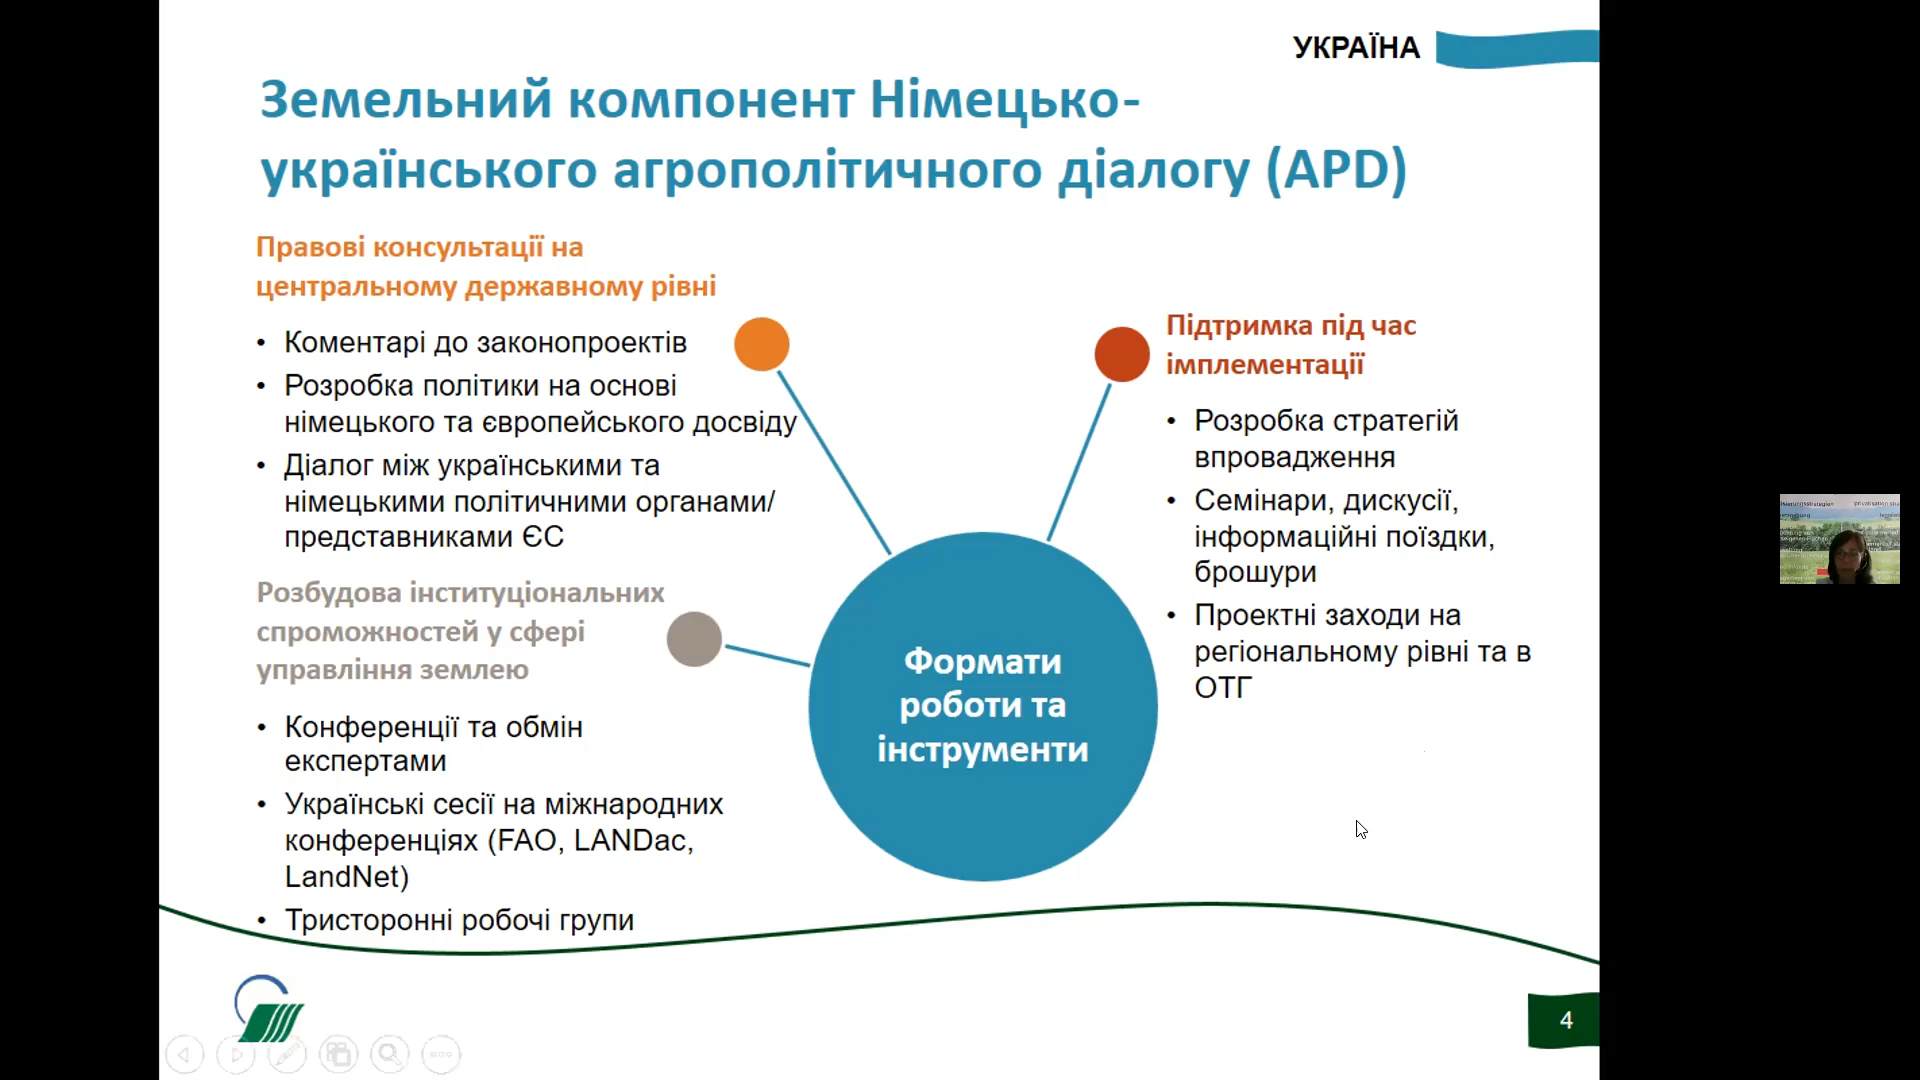 УКРАЇНА
Земельний компонент Німецько-
українського агрополітичного діалогу (APD)
Правові консультації на
центральному державному рівні
• Коментарі до законопроектів
• Розробка політики на основі
німецького та європейського досвіду
• Діалог між українськими та
німецькими політичними органами/
представниками ЄС
Розбудова інституціональних
спроможностей у сфері
управління землею
• Конференції та обмін
експертами
• Українські сесії на міжнародних
конференціях (FAO, LANDac,
LandNet)
• Тристоронні робочі групи
Формати
роботи та
інструменти
Підтримка під час
імплементації
• Розробка стратегій
впровадження
• Семінари, дискусії,
інформаційні поїздки,
брошури
• Проектні заходи на
регіональному рівні та в
ОТГ
4